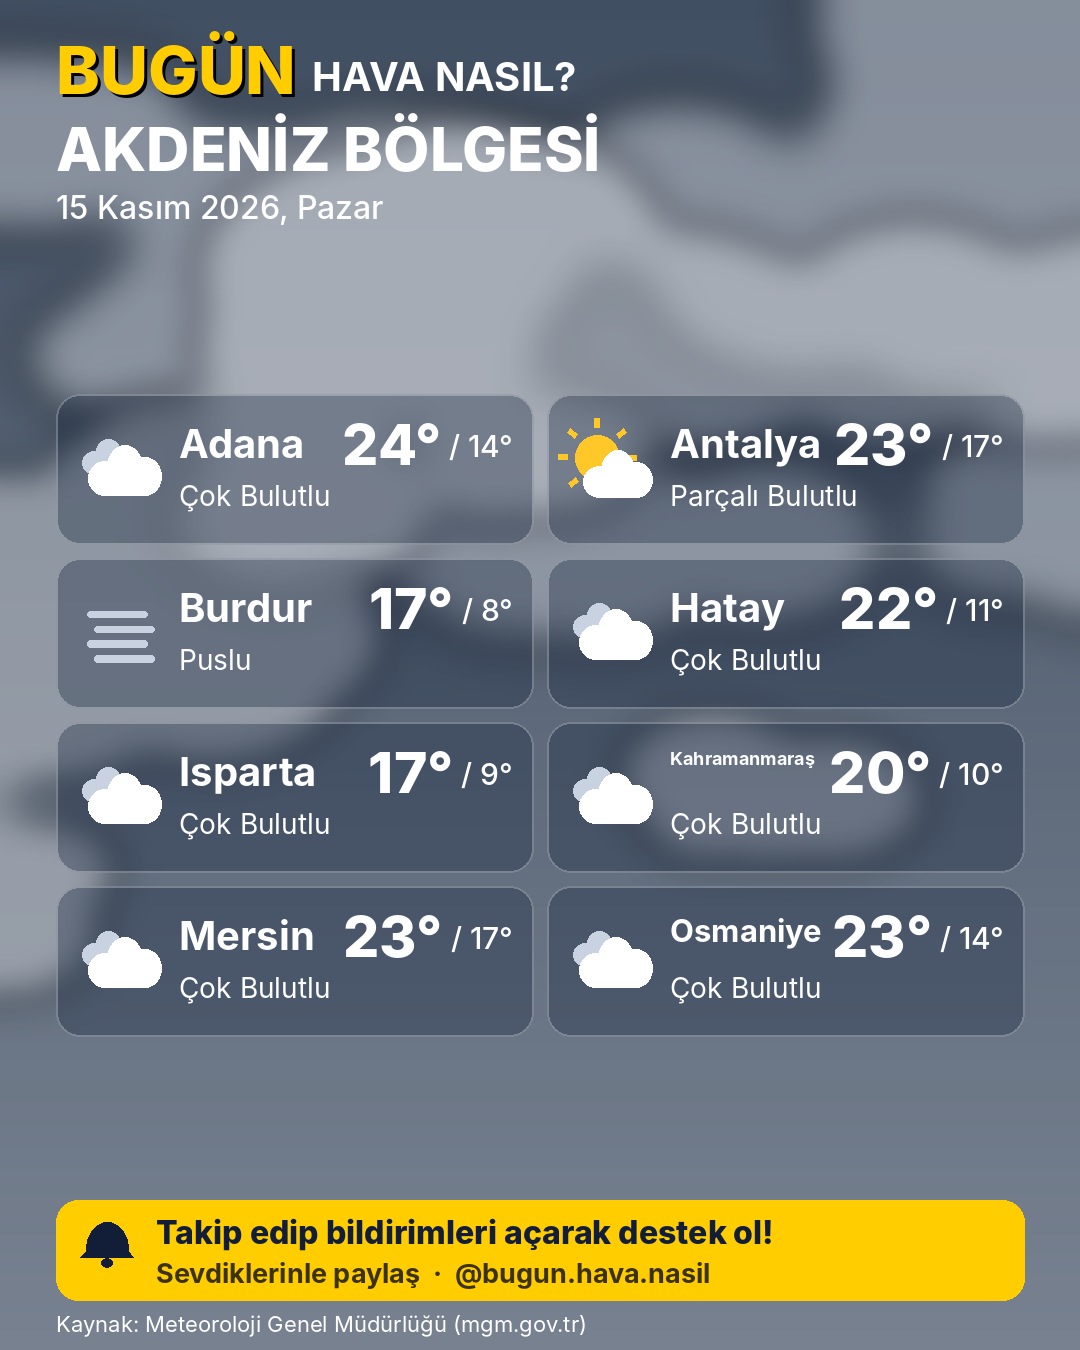 BUGÜN HAVA NASIL?
AKDENİZ BÖLGESİ
15 Kasım 2026, Pazar
Adana 24° / 14°
Çok Bulutlu
Antalya 23° / 17°
Parçalı Bulutlu
Burdur 17° / 8°
Puslu
Hatay 22° / 11°
Çok Bulutlu
Isparta 17° / 9°
Çok Bulutlu
Kahramanmaraş 20° / 10°
Çok Bulutlu
Mersin 23° / 17°
Çok Bulutlu
Osmaniye 23° / 14°
Çok Bulutlu
Takip edip bildirimleri açarak destek ol!
Sevdiklerinle paylaş · @bugun.hava.nasil
Kaynak: Meteoroloji Genel Müdürlüğü (mgm.gov.tr)